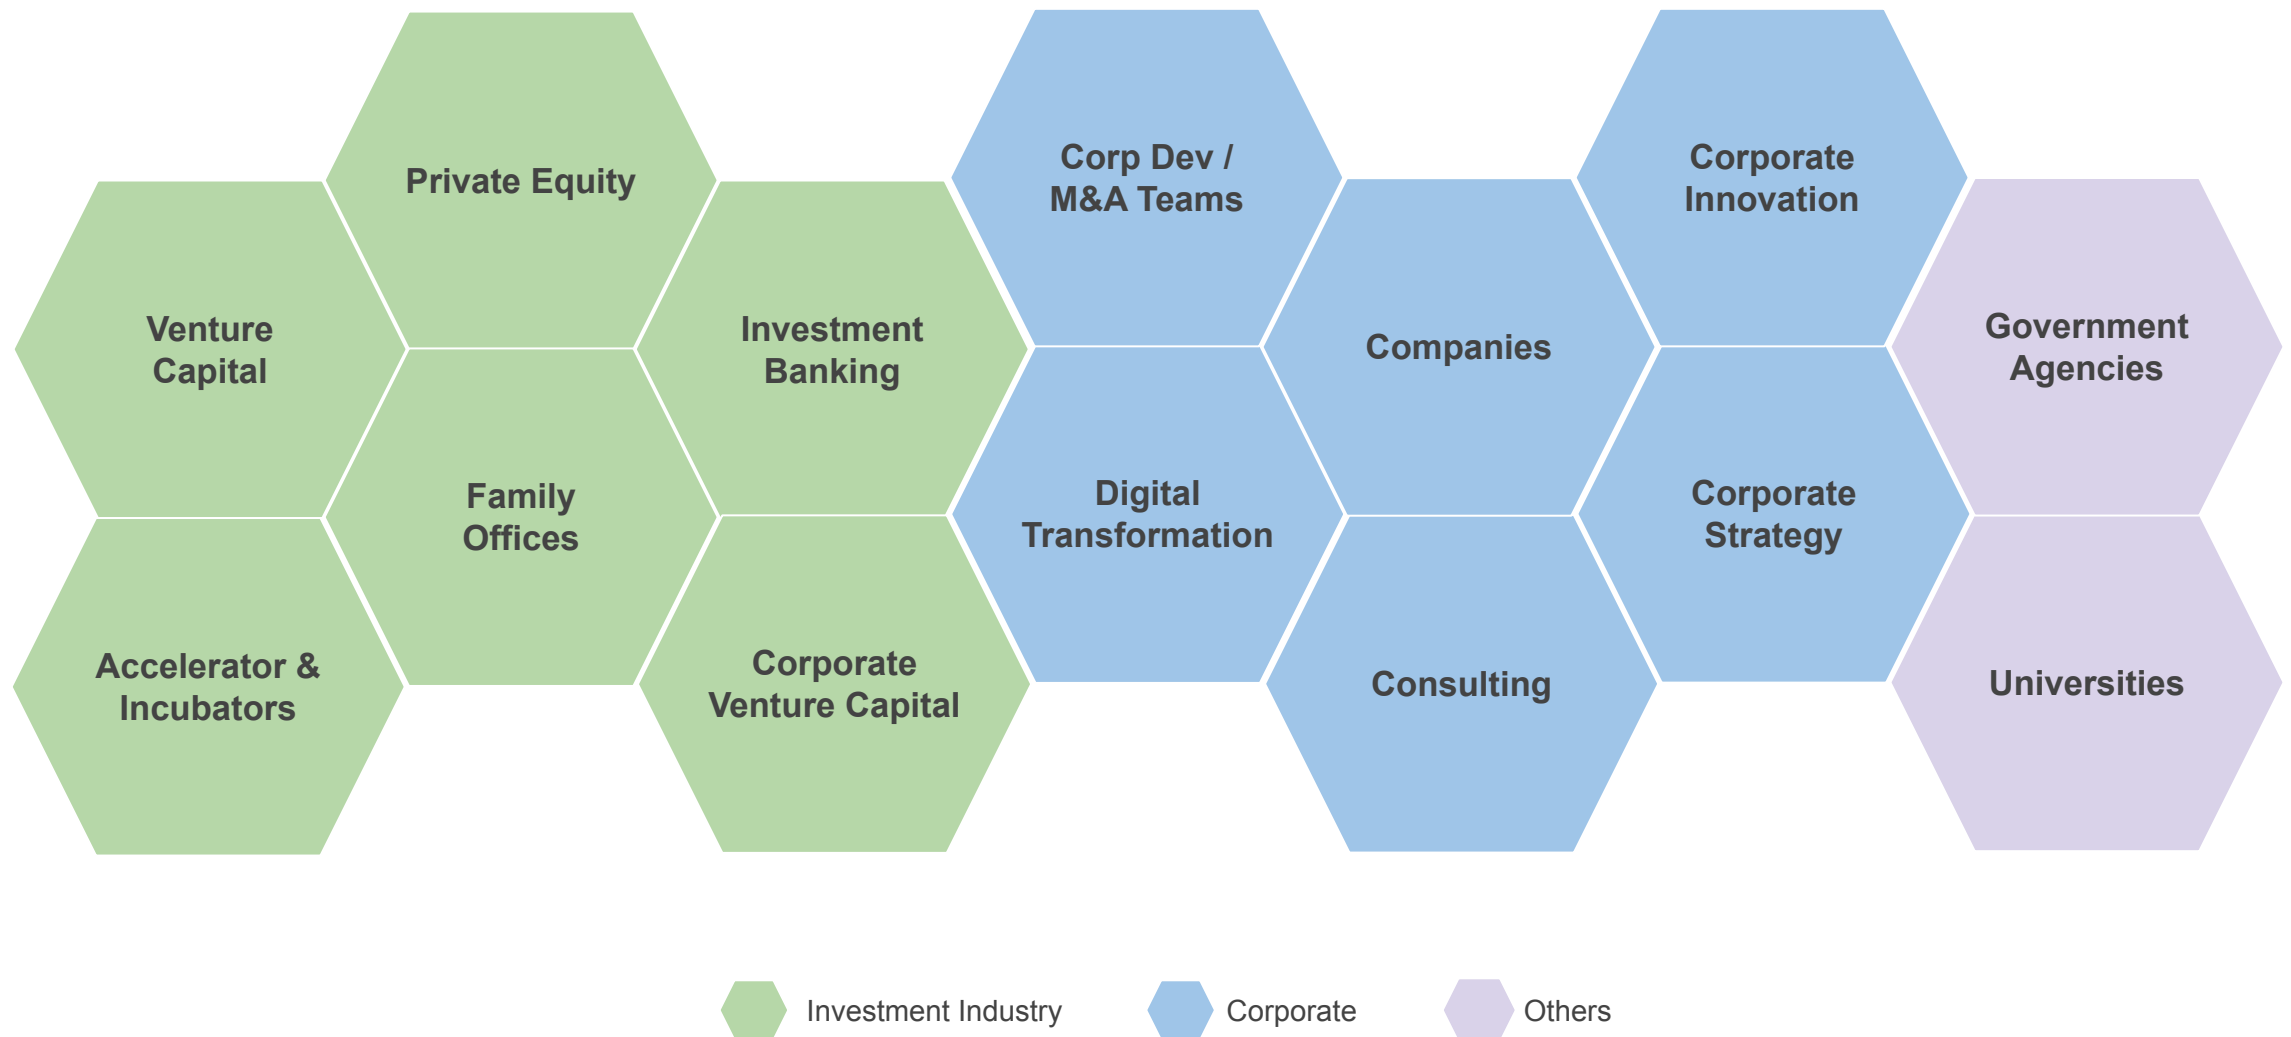 Private Equity
Corp Dev /
M&A Teams
Corporate
Innovation
Venture
Capital
Investment
Banking
Companies
Government
Agencies
Family
Offices
Digital
Transformation
Corporate
Strategy
Accelerator &
Incubators
Corporate
Venture Capital
Consulting
Universities
Investment Industry
Corporate
Others